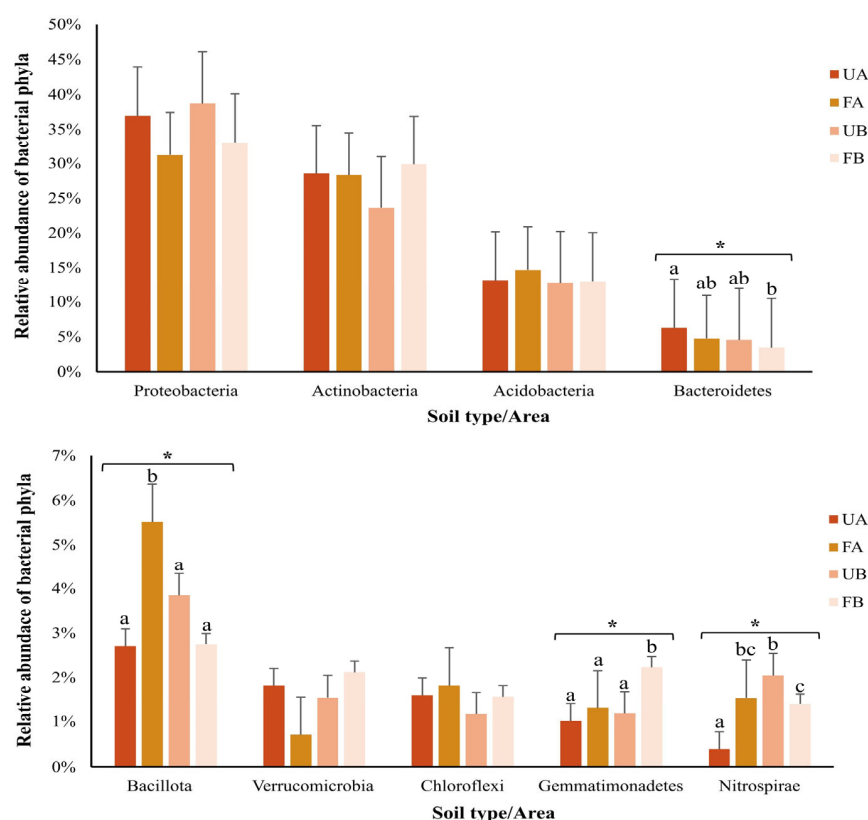 Relative abundance of bacterial phyla
50%
45%
40%
35%
30%
25%
20%
15%
10%
5%
0%
*
a
ab
ab
b
Proteobacteria
Actinobacteria
Acidobacteria
Bacteroidetes
Soil type/Area
UA
FA
UB
FB
Relative abundace of bacterial phyla
7%
6%
5%
4%
3%
2%
1%
0%
*
a
b
a
a
*
a
a
a
b
*
a
bc
b
c
Bacillota
Verrucomicrobia
Chloroflexi
Gemmatimonadetes
Nitrospirae
Soil type/Area
UA
FA
UB
FB